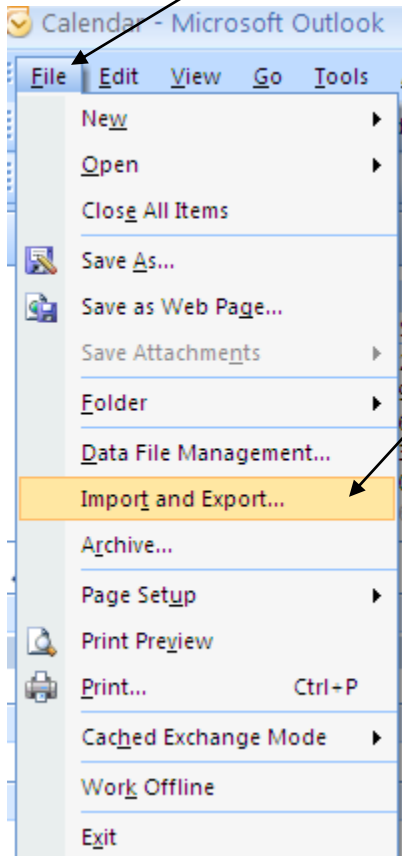 Calendar - Microsoft Outlook
File Edit View Go Tools
New
Open
Close All Items
Save As...
Save as Web Page...
Save Attachments
Folder
Data File Management...
Import and Export...
Archive...
Page Setup
Print Preview
Print... Ctrl+P
Cached Exchange Mode
Work Offline
Exit